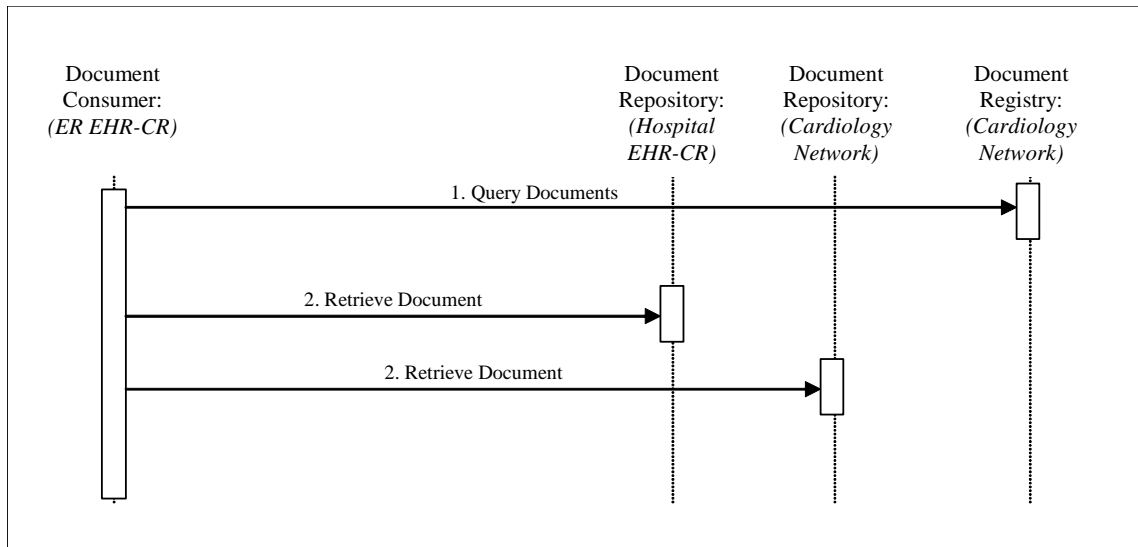 Document
Consumer:
(ER EHR-CR)
Document
Repository:
(Hospital
EHR-CR)
Document
Repository:
(Cardiology
Network)
Document
Registry:
(Cardiology
Network)
1. Query Documents
2. Retrieve Document
2. Retrieve Document